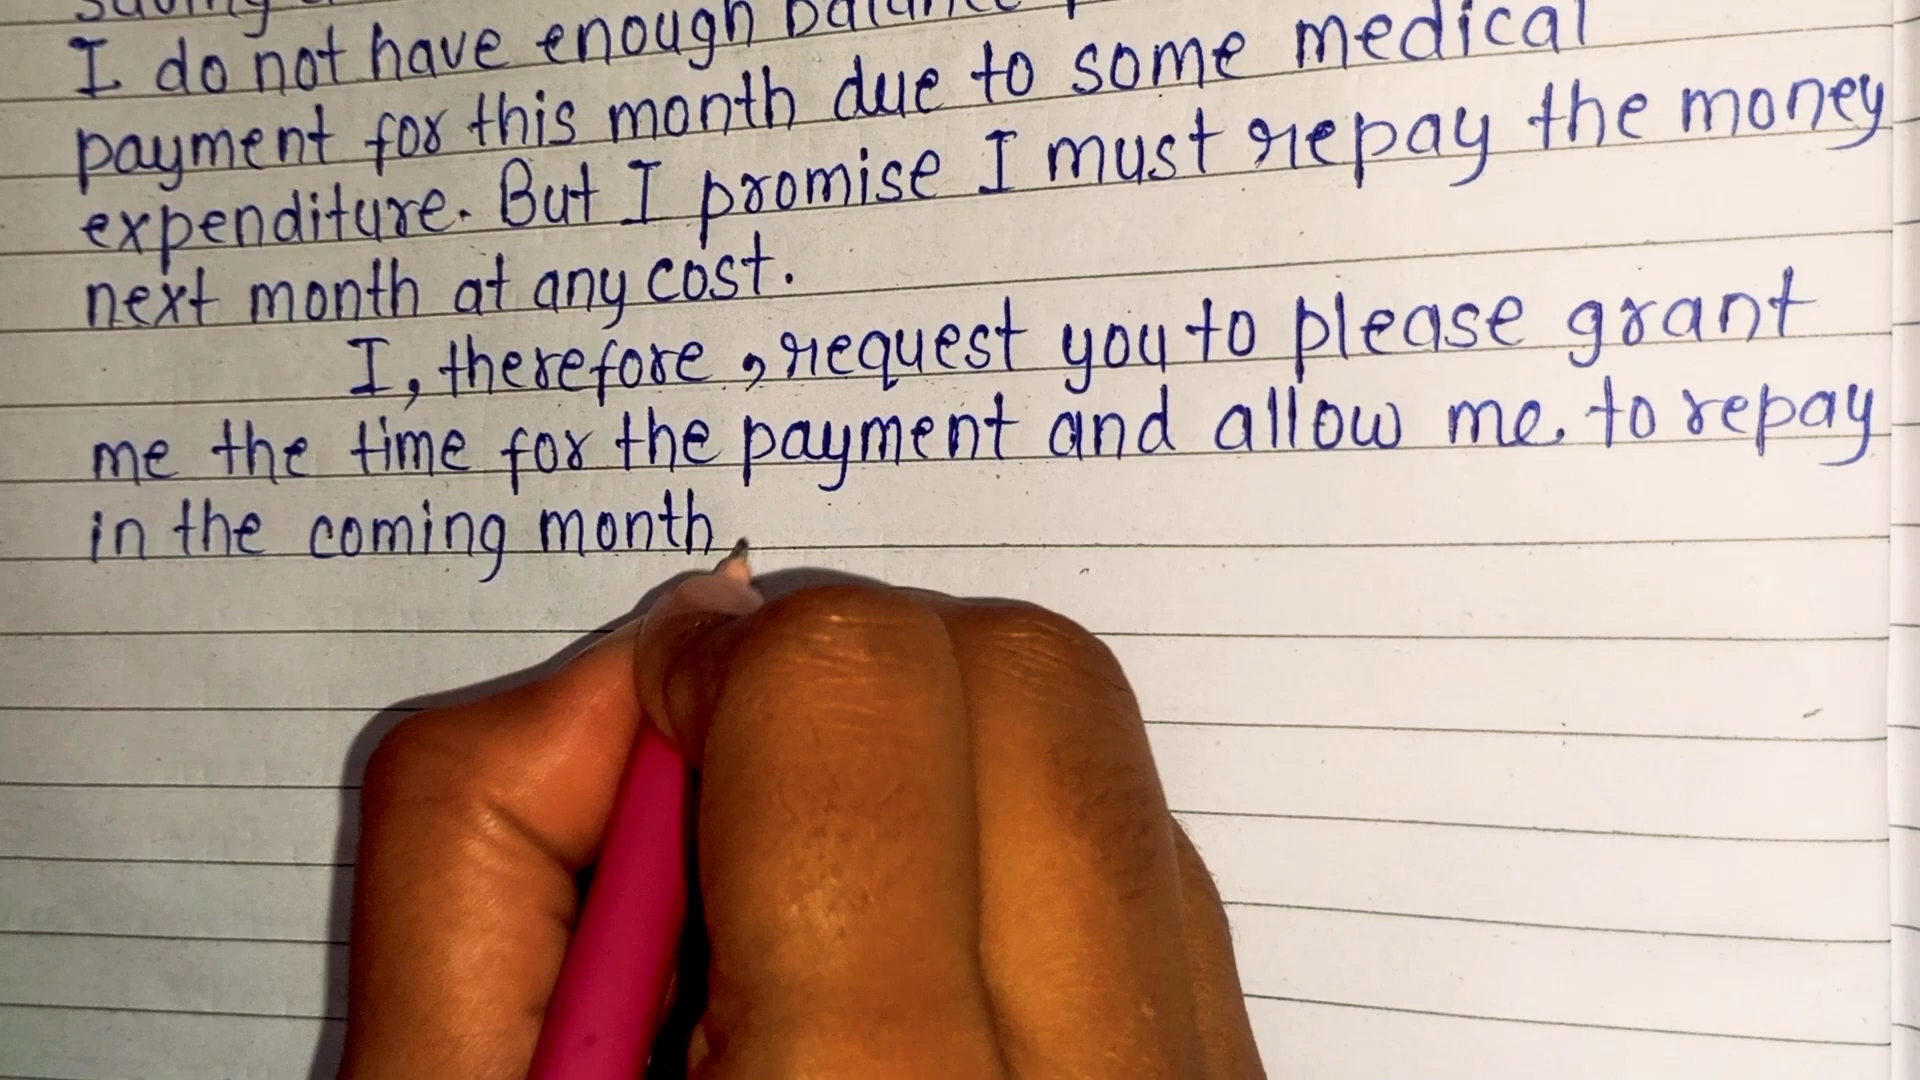 saving
I do not have enough balance
payment for this month due to some medical
expenditure. But I promise I must repay the money
next month at any cost.
I, therefore, request you to please grant
me the time for the payment and allow me. to repay
in the coming month